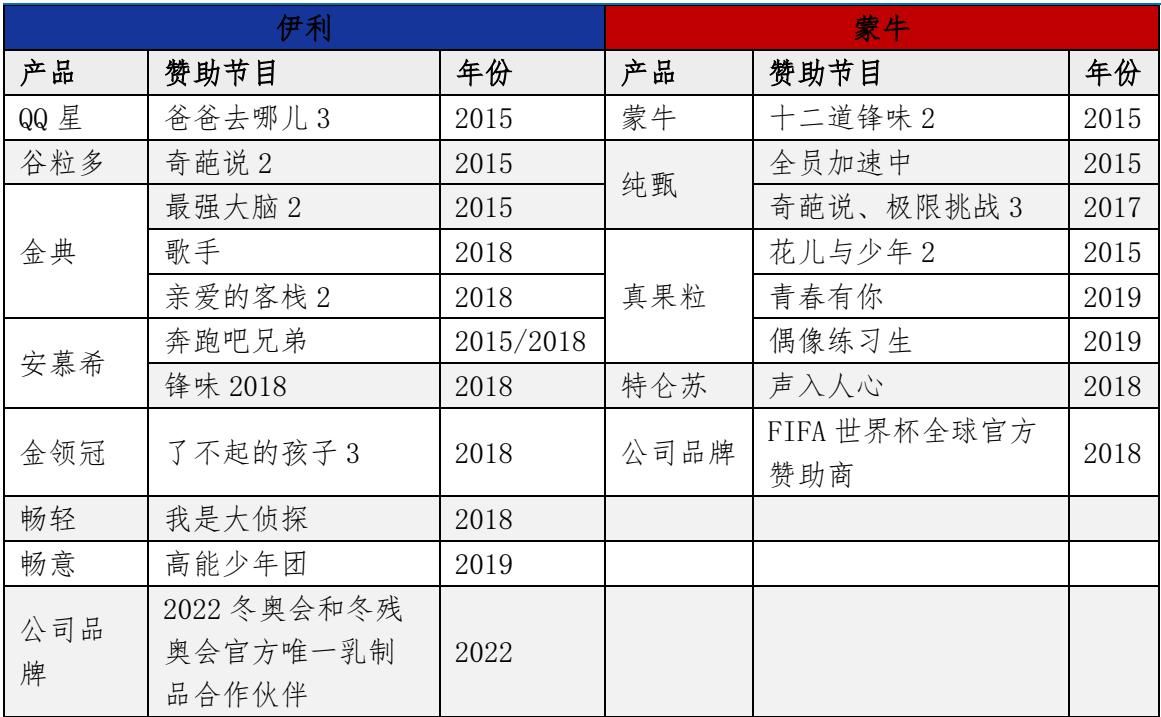 伊利 蒙牛
产品 赞助节目 年份 产品 赞助节目 年份
QQ 星 爸爸去哪儿 3 2015 蒙牛 十二道锋味 2 2015
谷粒多 奇葩说 2 2015 纯甄 全员加速中 2015
金典 最强大脑 2 2015 奇葩说、极限挑战 3 2017
歌手 2018 真果粒 花儿与少年 2 2015
亲爱的客栈 2 2018 青春有你 2019
安慕希 奔跑吧兄弟 2015/2018 偶像练习生 2019
锋味 2018 2018 特仑苏 声入人心 2018
金领冠 了不起的孩子 3 2018 公司品牌 FIFA 世界杯全球官方
赞助商 2018
畅轻 我是大侦探 2018
畅意 高能少年团 2019
公司品
牌 2022 冬奥会和冬残
奥会官方唯一乳制
品合作伙伴 2022